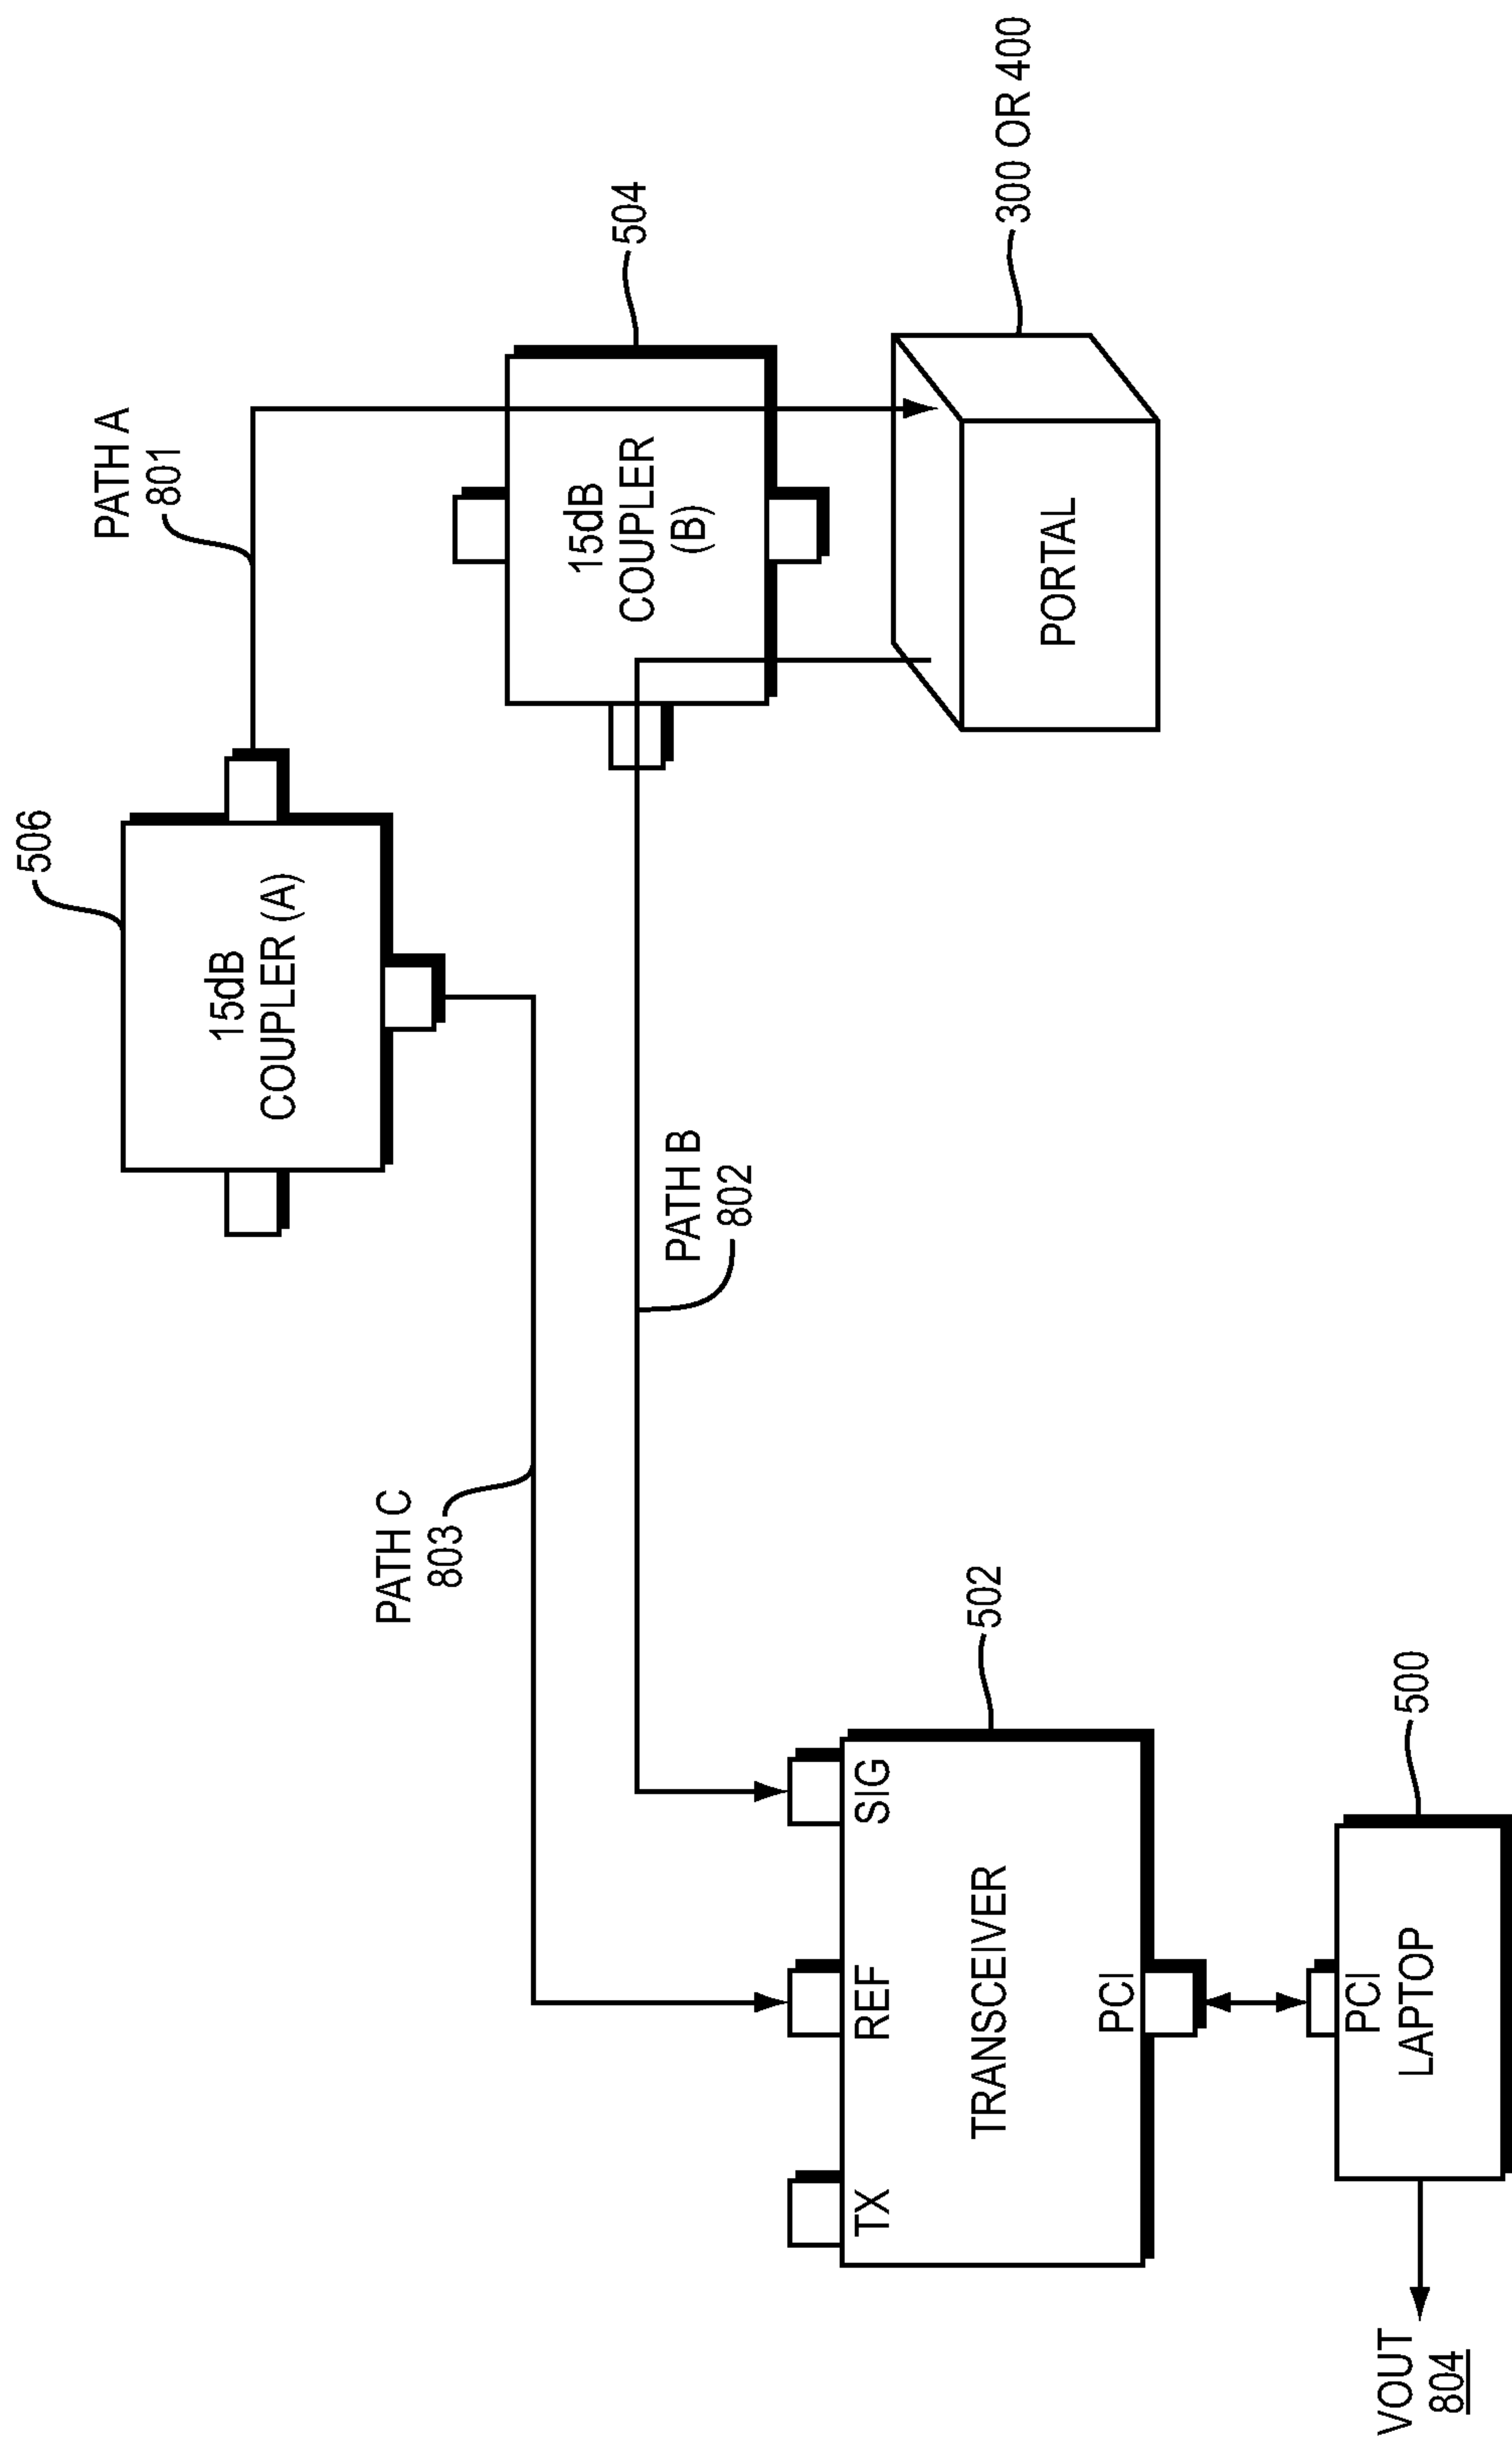 PATH A
801
506
15dB
COUPLER (A)
504
15dB
COUPLER
(B)
PATH C
803
PATH B
802
300 OR 400
PORTAL
502
TX
REF
SIG
TRANSCEIVER
PCI
500
PCI
LAPTOP
VOUT
804